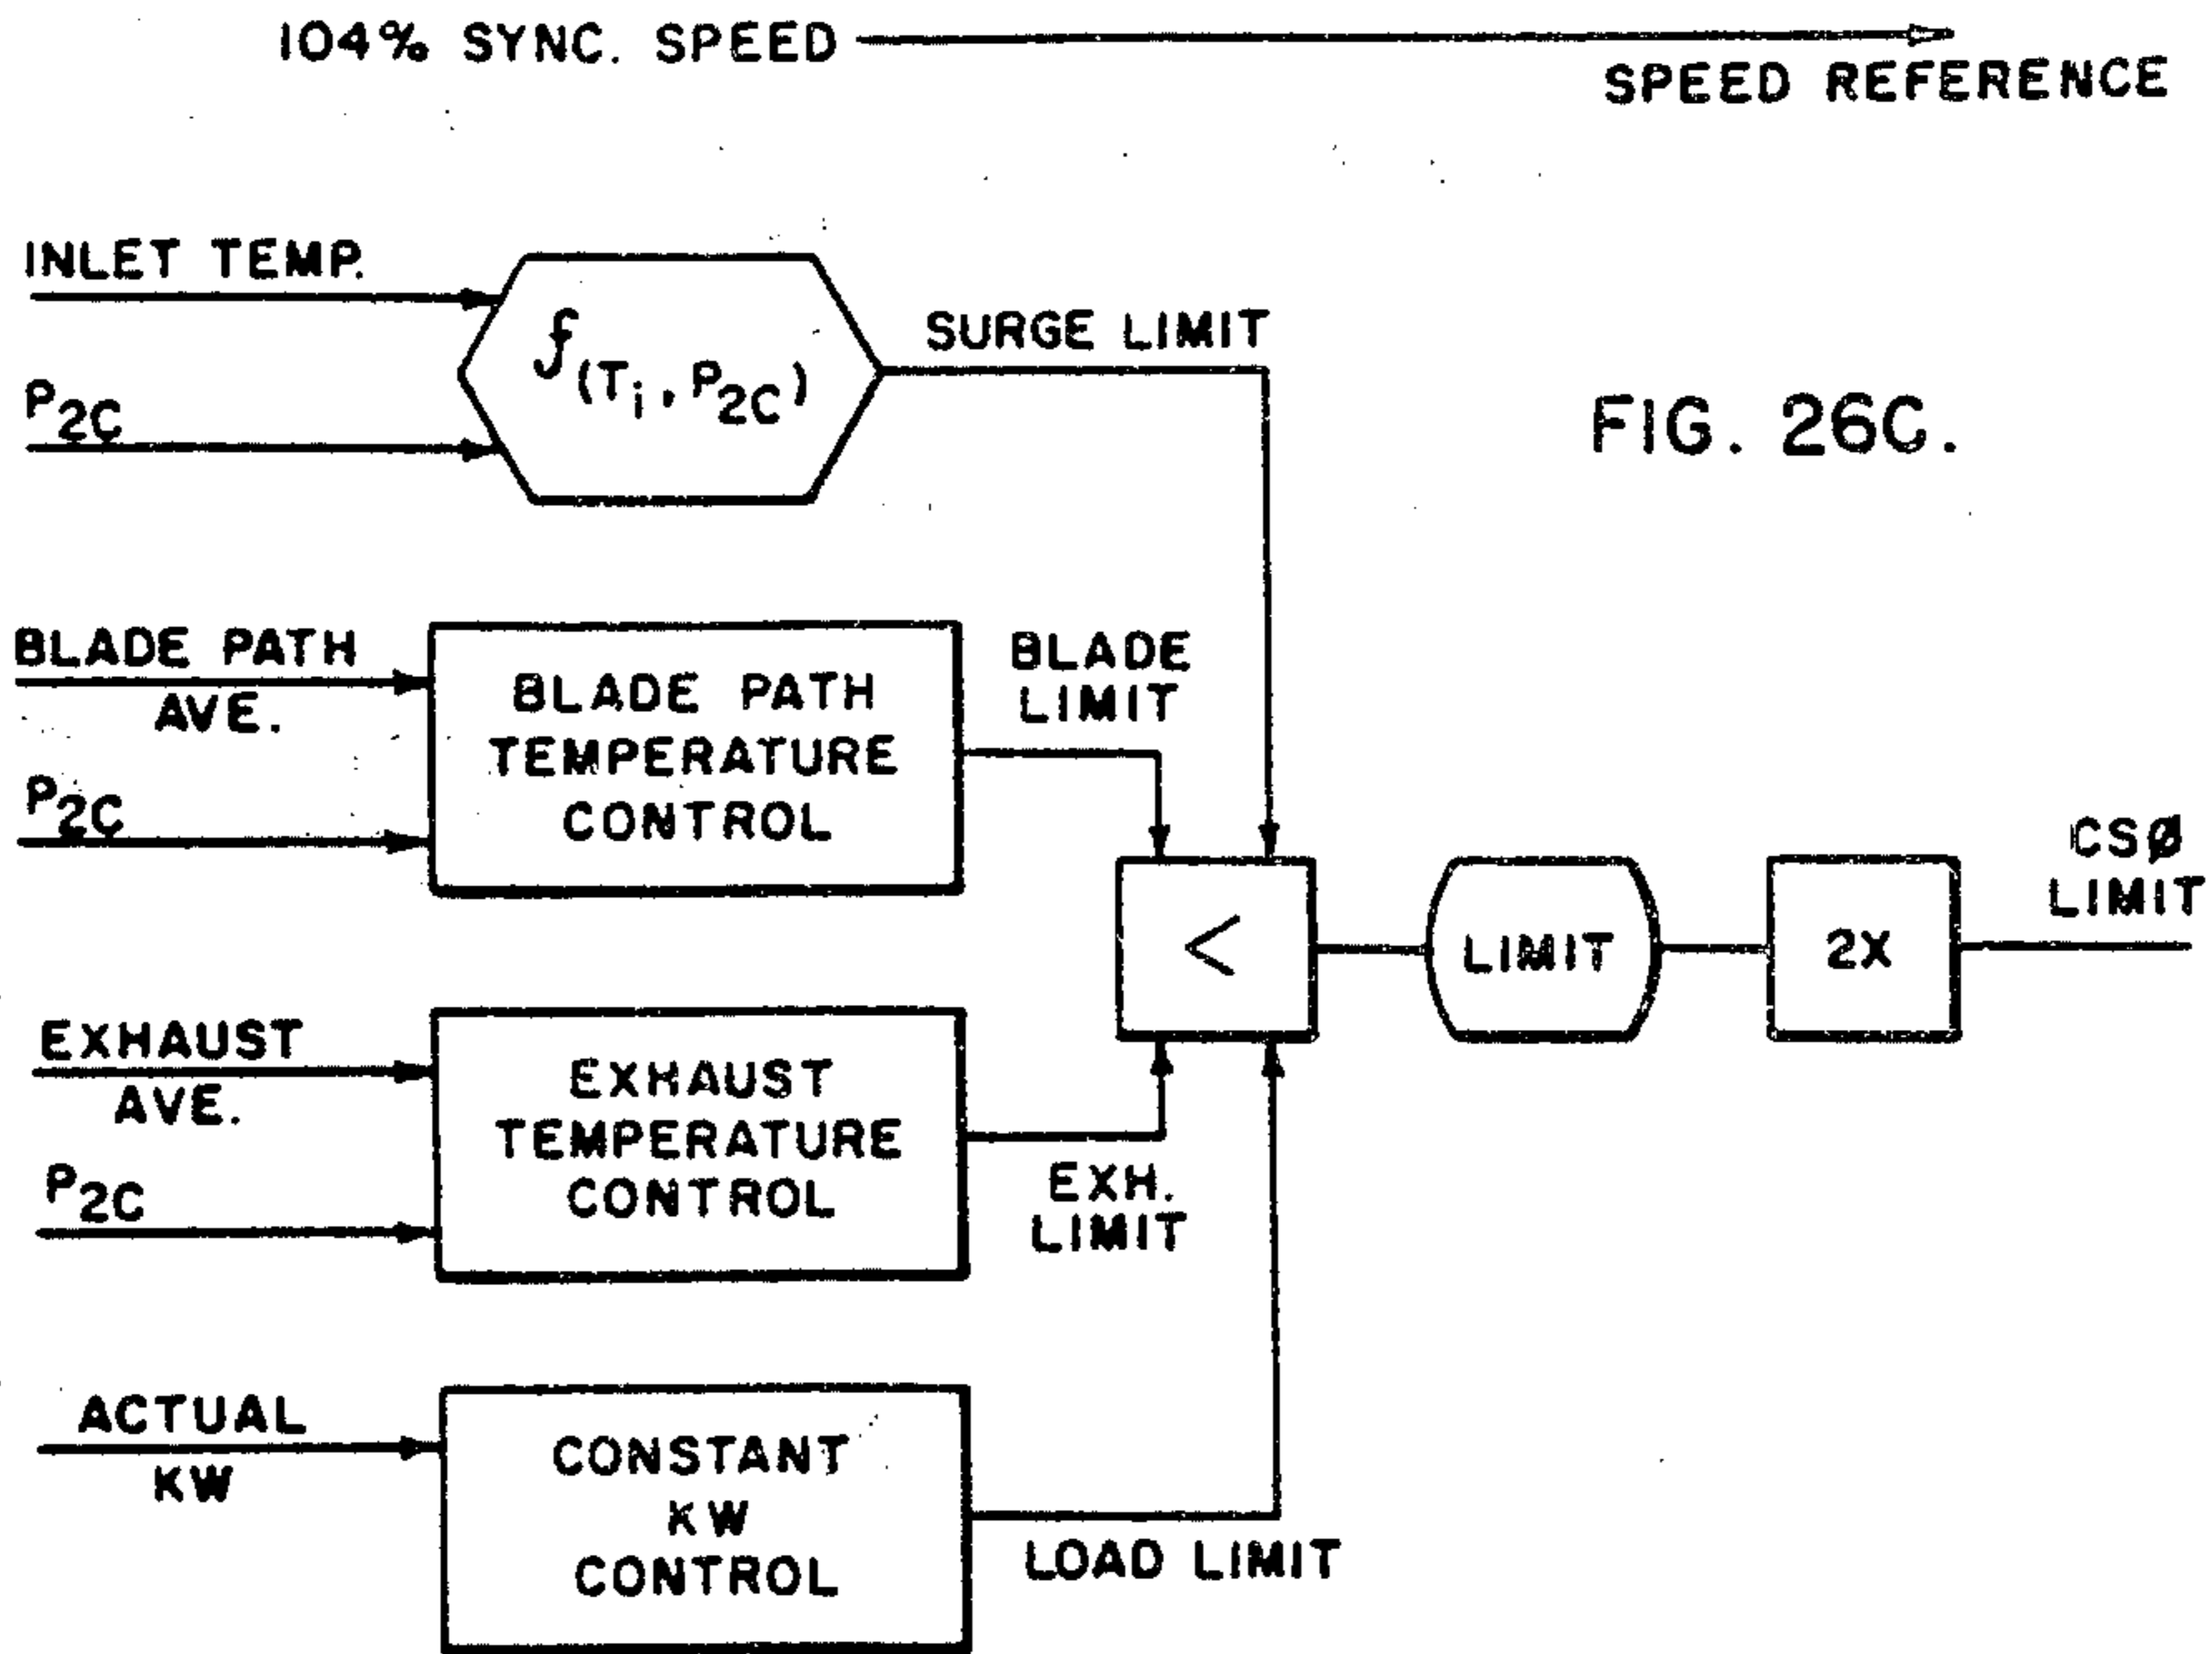 104% SYNC. SPEED
SPEED REFERENCE
INLET TEMP.
P2C
f(Ti, P2C)
SURGE LIMIT
FIG. 26C.
BLADE PATH
AVE.
P2C
BLADE PATH
TEMPERATURE
CONTROL
BLADE
LIMIT
<
LIMIT
2X
CSØ
LIMIT
EXHAUST
AVE.
P2C
EXHAUST
TEMPERATURE
CONTROL
EXH.
LIMIT
ACTUAL
KW
CONSTANT
KW
CONTROL
LOAD LIMIT